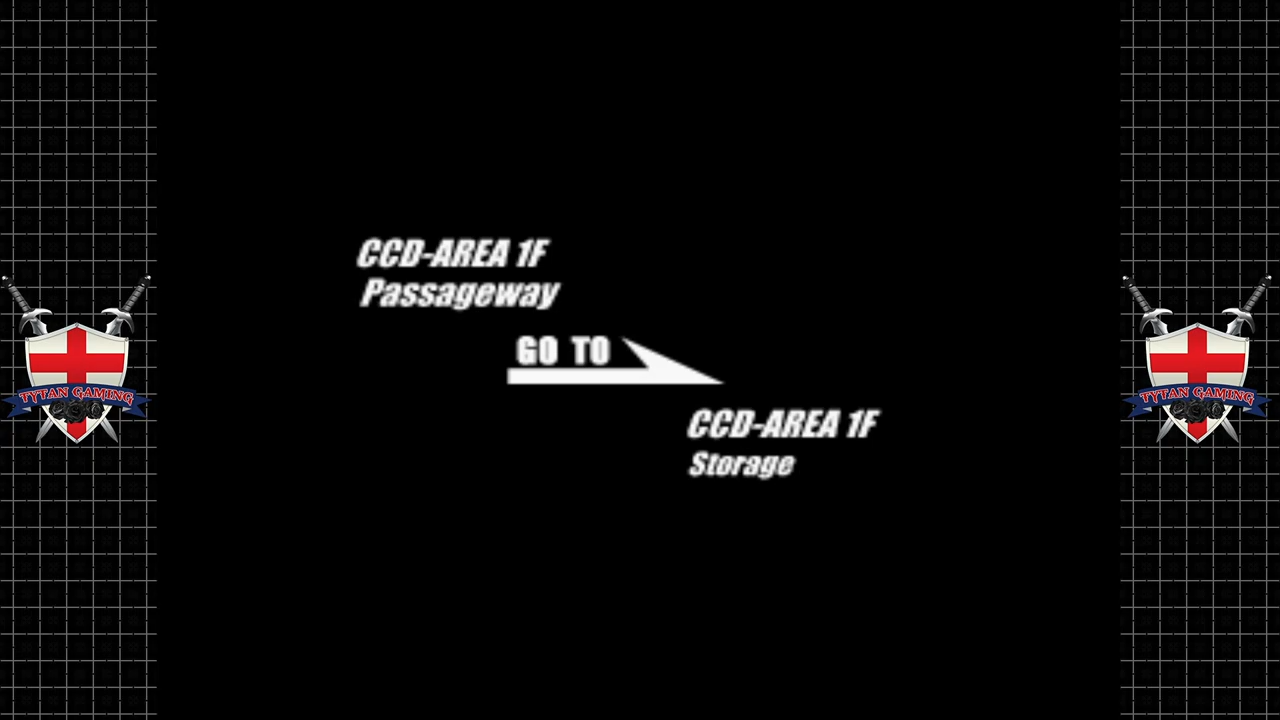 CCD-AREA 1F
Passageway
GO TO
CCD-AREA 1F
Storage
TYTAN GAMING
TYTAN GAMING